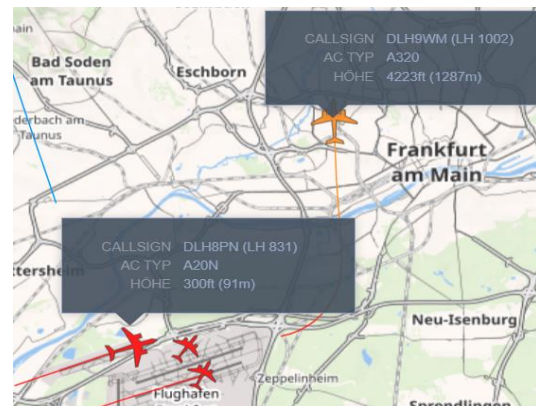 CALLSIGN DLH9WM (LH 1002)
AC TYP A320
HÖHE 4223ft (1287m)
Bad Soden
am Taunus
Eschborn
Taunus
Frankfurt
am Main
CALLSIGN DLH8PN (LH 831)
AC TYP A20N
HÖHE 300ft (91m)
Neu-Isenburg
Zeppelinheim
Flughafen